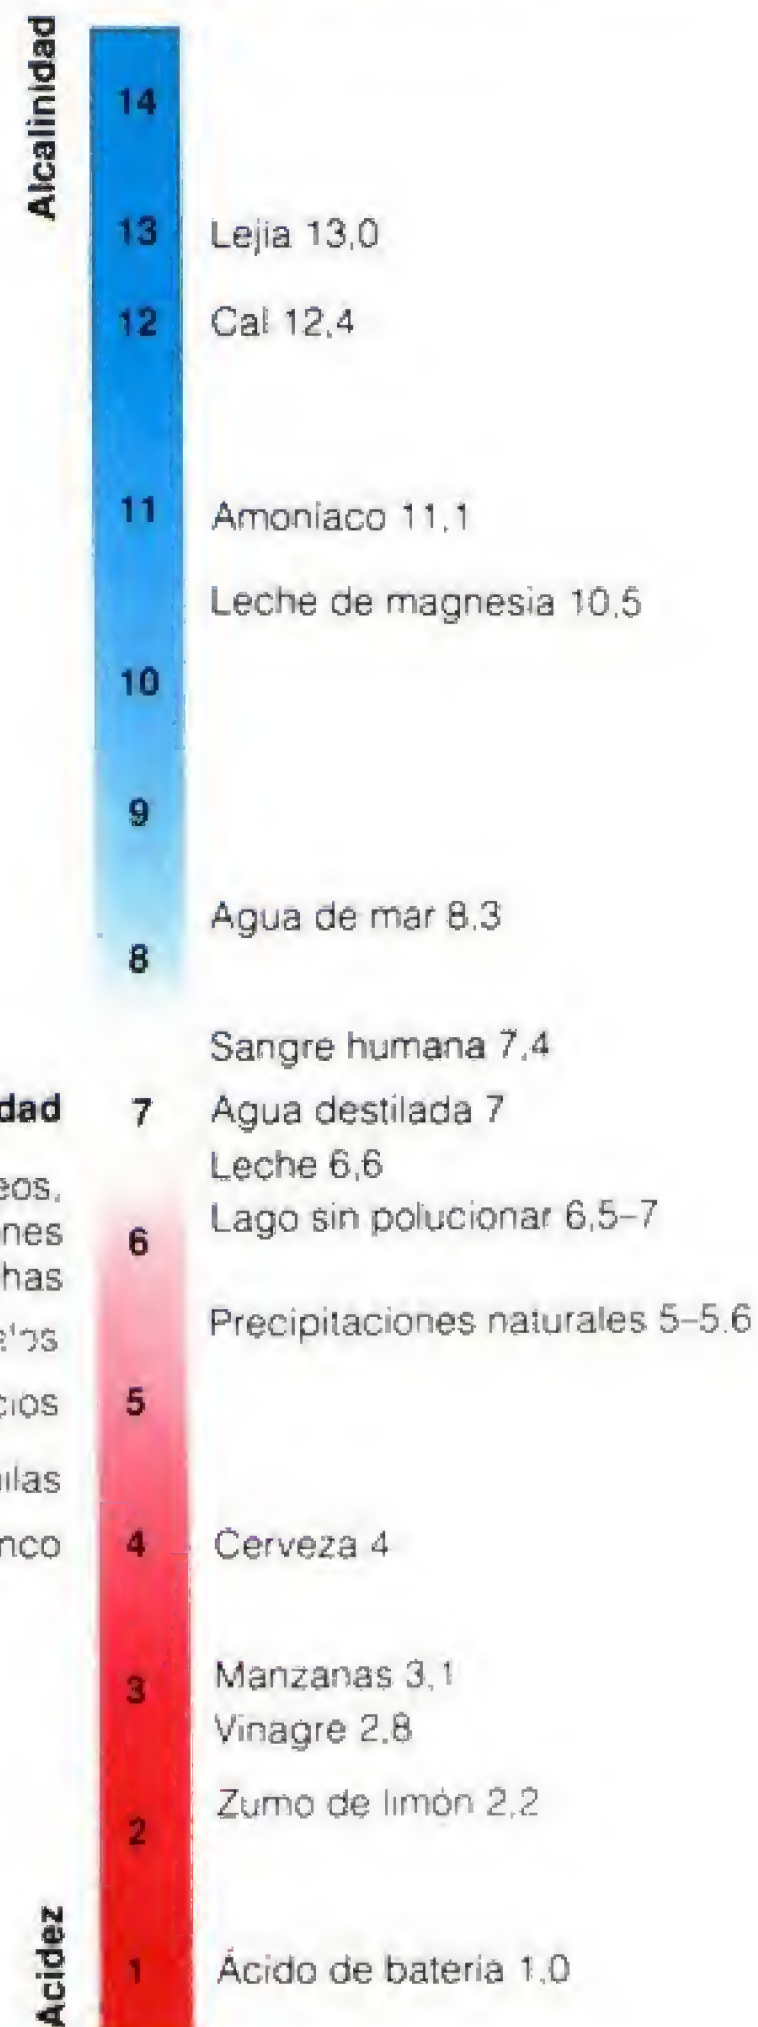 Alcalinidad
14
13 Lejía 13,0
12 Cal 12,4
11 Amoníaco 11,1
Leche de magnesia 10,5
10
9
Agua de mar 8,3
8
Sangre humana 7,4
dad 7 Agua destilada 7
Leche 6,6
eos,
Lago sin polucionar 6,5–7
nes 6
has
Precipitaciones naturales 5–5.6
cios 5
ilas
nco 4 Cerveza 4
3 Manzanas 3,1
Vinagre 2,8
Zumo de limón 2,2
2
Acidez
1 Ácido de batería 1,0